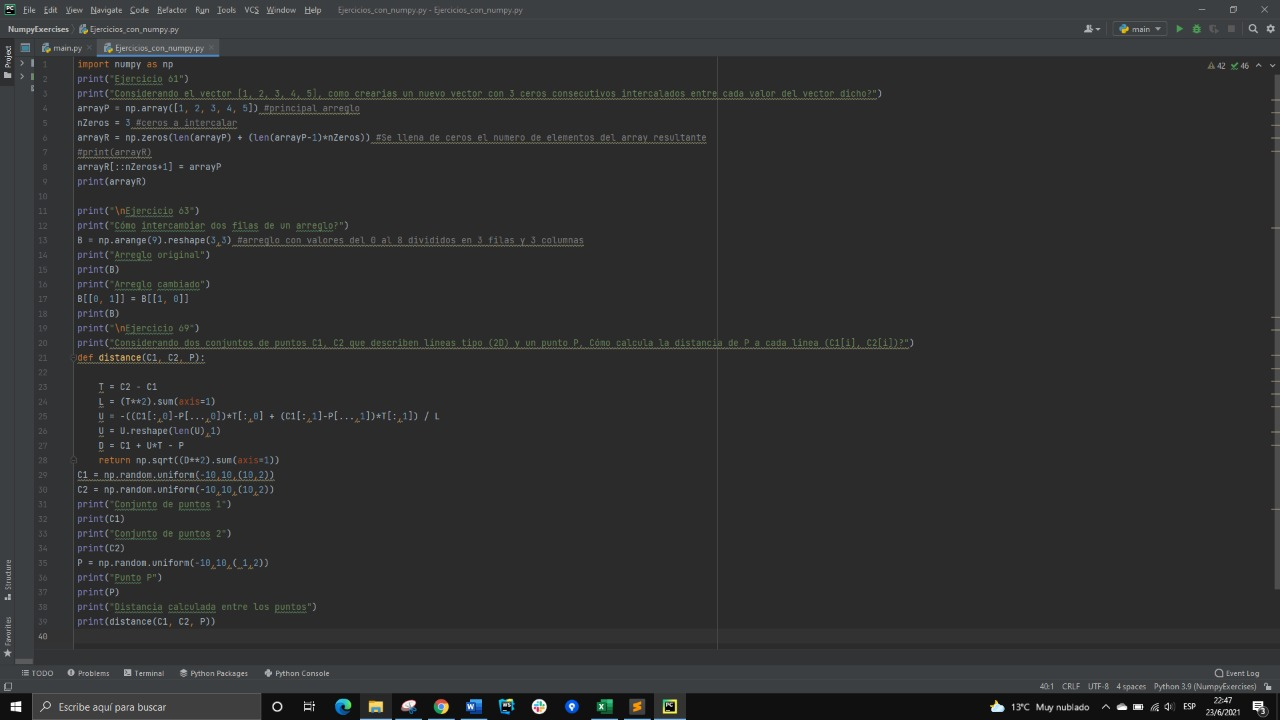 File Edit View Navigate Code Refactor Run Tools VCS Window Help Ejercicios_con_numpy.py - Ejercicios_con_numpy.py
NumpyExercises Ejercicios_con_numpy.py main
main.py Ejercicios_con_numpy.py
Project
42 46
1 import numpy as np
2 print("Ejercicio 61")
3 print("Considerando el vector [1, 2, 3, 4, 5], como crearias un nuevo vector con 3 ceros consecutivos intercalados entre cada valor del vector dicho?")
4 arrayP = np.array([1, 2, 3, 4, 5]) #principal arreglo
5 nZeros = 3 #ceros a intercalar
6 arrayR = np.zeros(len(arrayP) + (len(arrayP-1)*nZeros)) #Se llena de ceros el numero de elementos del array resultante
7 #print(arrayR)
8 arrayR[::nZeros+1] = arrayP
9 print(arrayR)
10
11 print("\nEjercicio 63")
12 print("Cómo intercambiar dos filas de un arreglo?")
13 B = np.arange(9).reshape(3,3) #arreglo con valores del 0 al 8 divididos en 3 filas y 3 columnas
14 print("Arreglo original")
15 print(B)
16 print("Arreglo cambiado")
17 B[[0, 1]] = B[[1, 0]]
18 print(B)
19 print("\nEjercicio 69")
20 print("Considerando dos conjuntos de puntos C1, C2 que describen lineas tipo (2D) y un punto P, Cómo calcula la distancia de P a cada linea (C1[i], C2[i])?")
21 def distance(C1, C2, P):
22
23 T = C2 - C1
24 L = (T**2).sum(axis=1)
25 U = -((C1[:,0]-P[...,0])*T[:,0] + (C1[:,1]-P[...,1])*T[:,1]) / L
26 U = U.reshape(len(U),1)
27 D = C1 + U*T - P
28 return np.sqrt((D**2).sum(axis=1))
29 C1 = np.random.uniform(-10,10,(10,2))
30 C2 = np.random.uniform(-10,10,(10,2))
31 print("Conjunto de puntos 1")
32 print(C1)
33 print("Conjunto de puntos 2")
34 print(C2)
35 P = np.random.uniform(-10,10,( 1,2))
36 print("Punto P")
37 print(P)
38 print("Distancia calculada entre los puntos")
39 print(distance(C1, C2, P))
40
Structure
Favorites
TODO Problems Terminal Python Packages Python Console Event Log
40:1 CRLF UTF-8 4 spaces Python 3.9 (NumpyExercises)
Escribe aquí para buscar 13°C Muy nublado ESP 22:47
23/6/2021